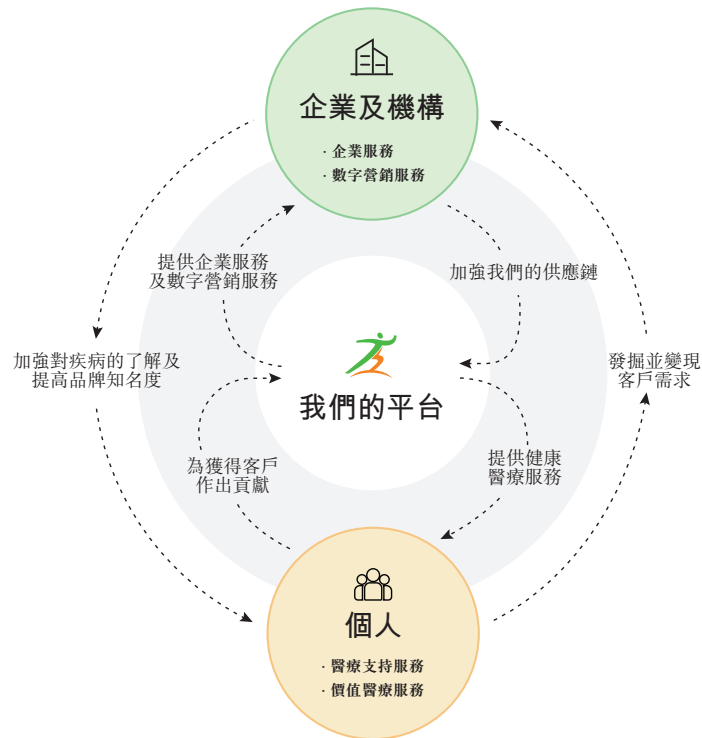 企業及機構
· 企業服務
· 數字營銷服務
提供企業服務
及數字營銷服務
加強我們的供應鏈
加強對疾病的了解及
提高品牌知名度
發掘並變現
客戶需求
我們的平台
為獲得客戶
作出貢獻
提供健康
醫療服務
個人
· 醫療支持服務
· 價值醫療服務